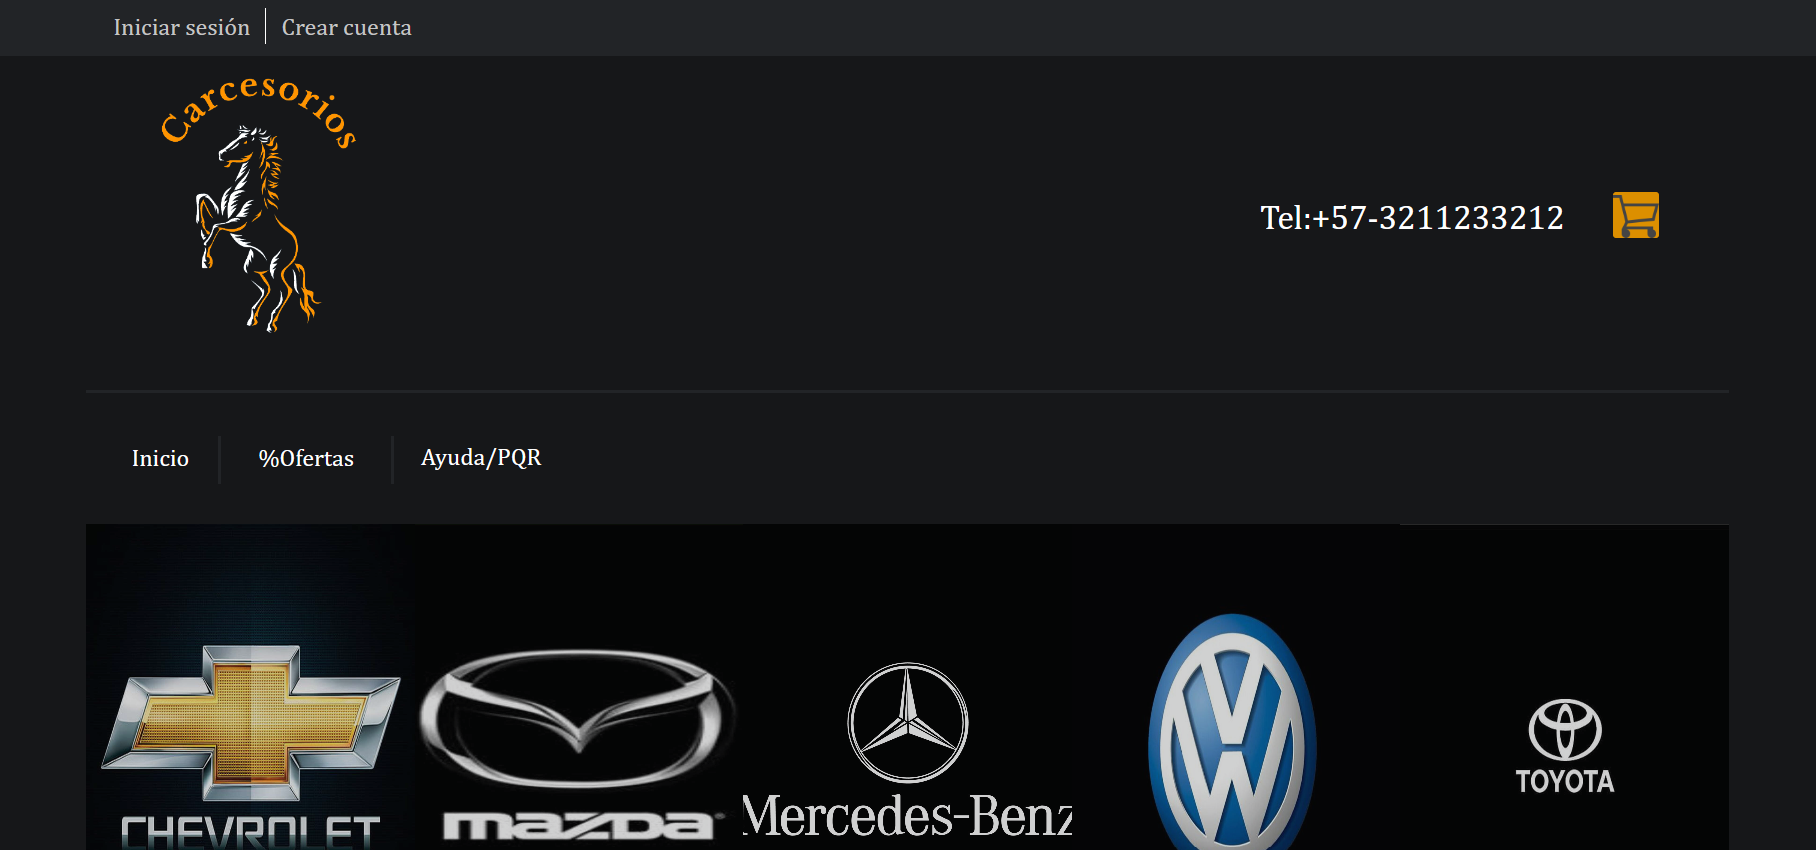 Iniciar sesión
Crear cuenta
Carcesorios
Tel:+57-3211233212
Inicio
%Ofertas
Ayuda/PQR
CHEVROLET
mazda
Mercedes-Benz
TOYOTA